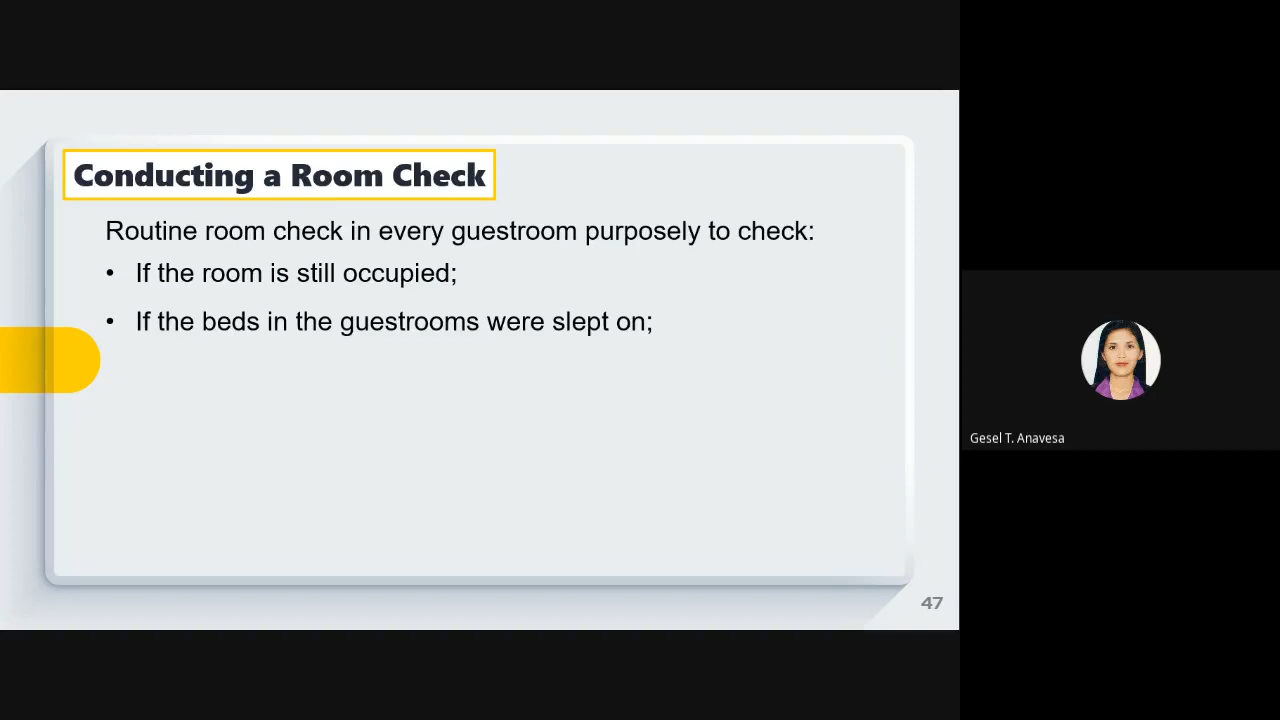 Conducting a Room Check
Routine room check in every guestroom purposely to check:
• If the room is still occupied;
• If the beds in the guestrooms were slept on;
Gesel T. Anavesa
47